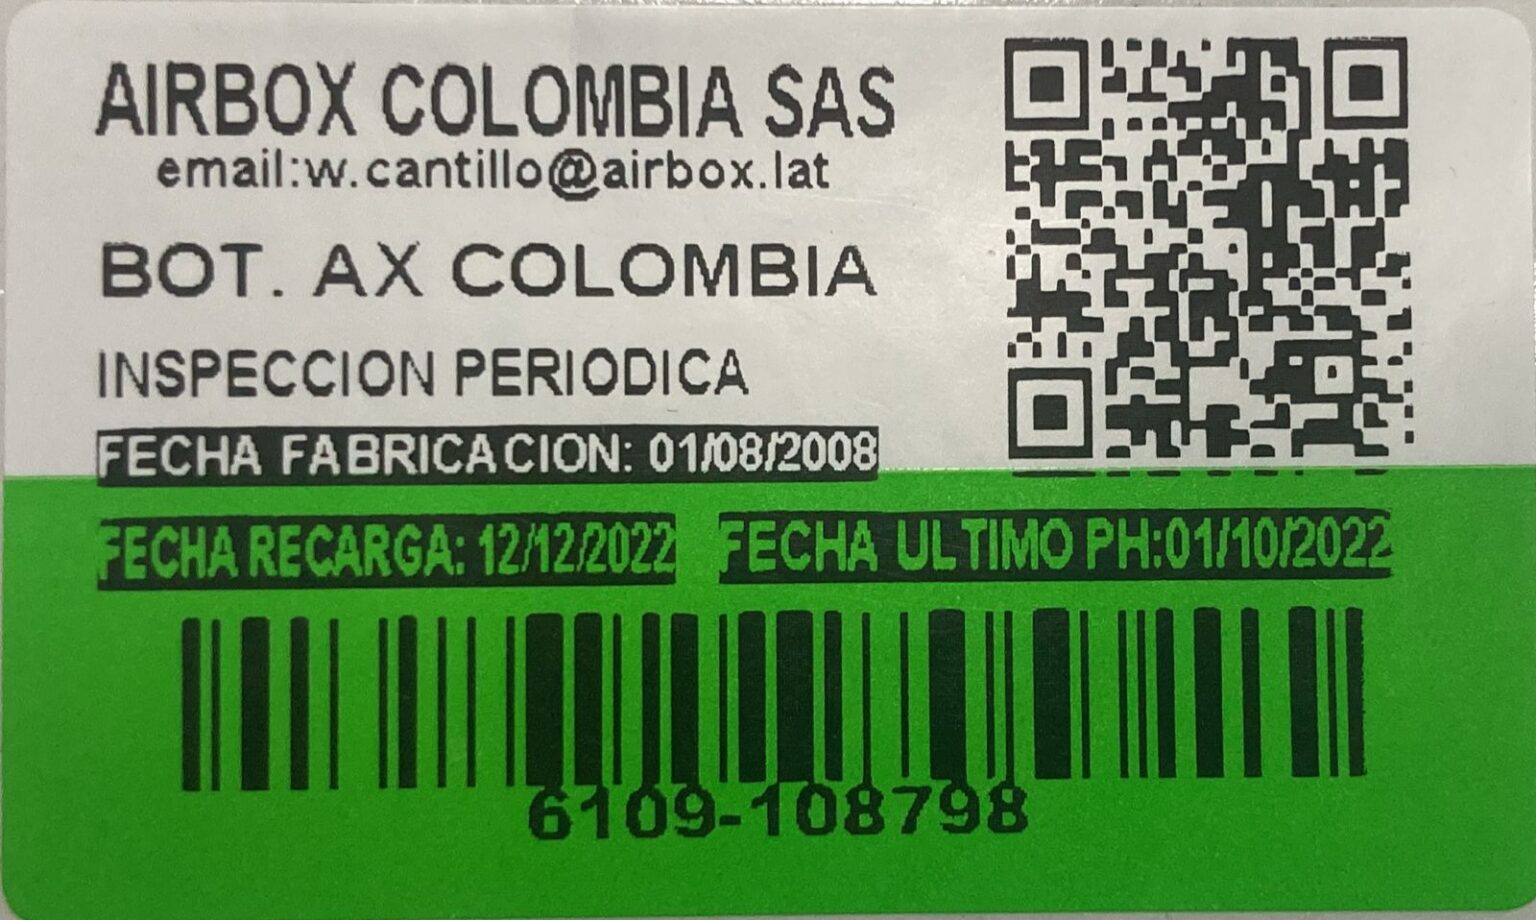 AIRBOX COLOMBIA SAS
email:w.cantillo@airbox.lat
BOT. AX COLOMBIA
INSPECCION PERIODICA
FECHA FABRICACION: 01/08/2008
FECHA RECARGA: 12/12/2022 FECHA ULTIMO PH:01/10/2022
6109-108798